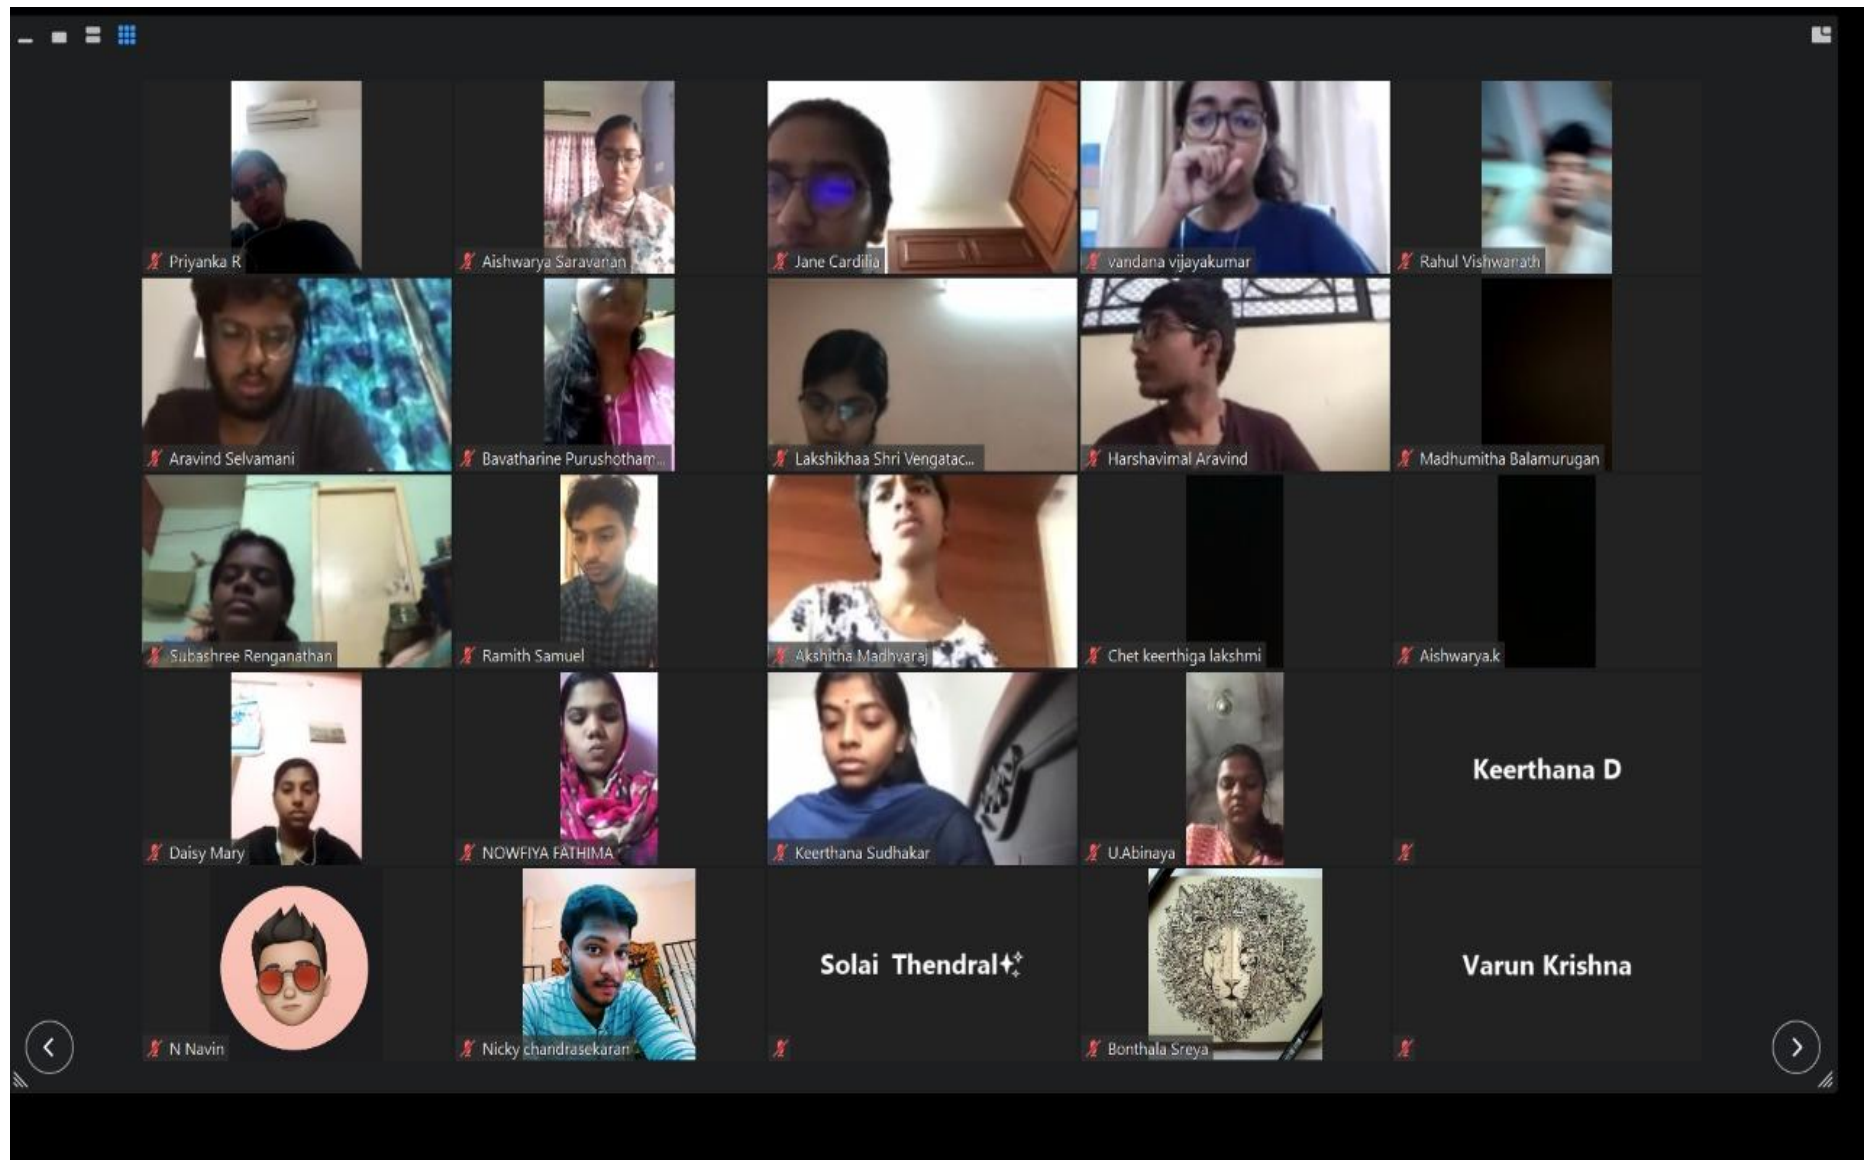 Priyanka R
Aishwarya Saravanan
Jane Cardilia
vandana vijayakumar
Rahul Vishwanath
Aravind Selvamani
Bavatharine Purushotham...
Lakshikhaa Shri Vengatac...
Harshavimal Aravind
Madhumitha Balamurugan
Subashree Renganathan
Ramith Samuel
Akshitha Madhvaraj
Chet keerthiga lakshmi
Aishwarya.k
Daisy Mary
NOWFIYA FATHIMA
Keerthana Sudhakar
U.Abinaya
Keerthana D
N Navin
Nicky chandrasekaran
Solai Thendral✨
Bonthala Sreya
Varun Krishna